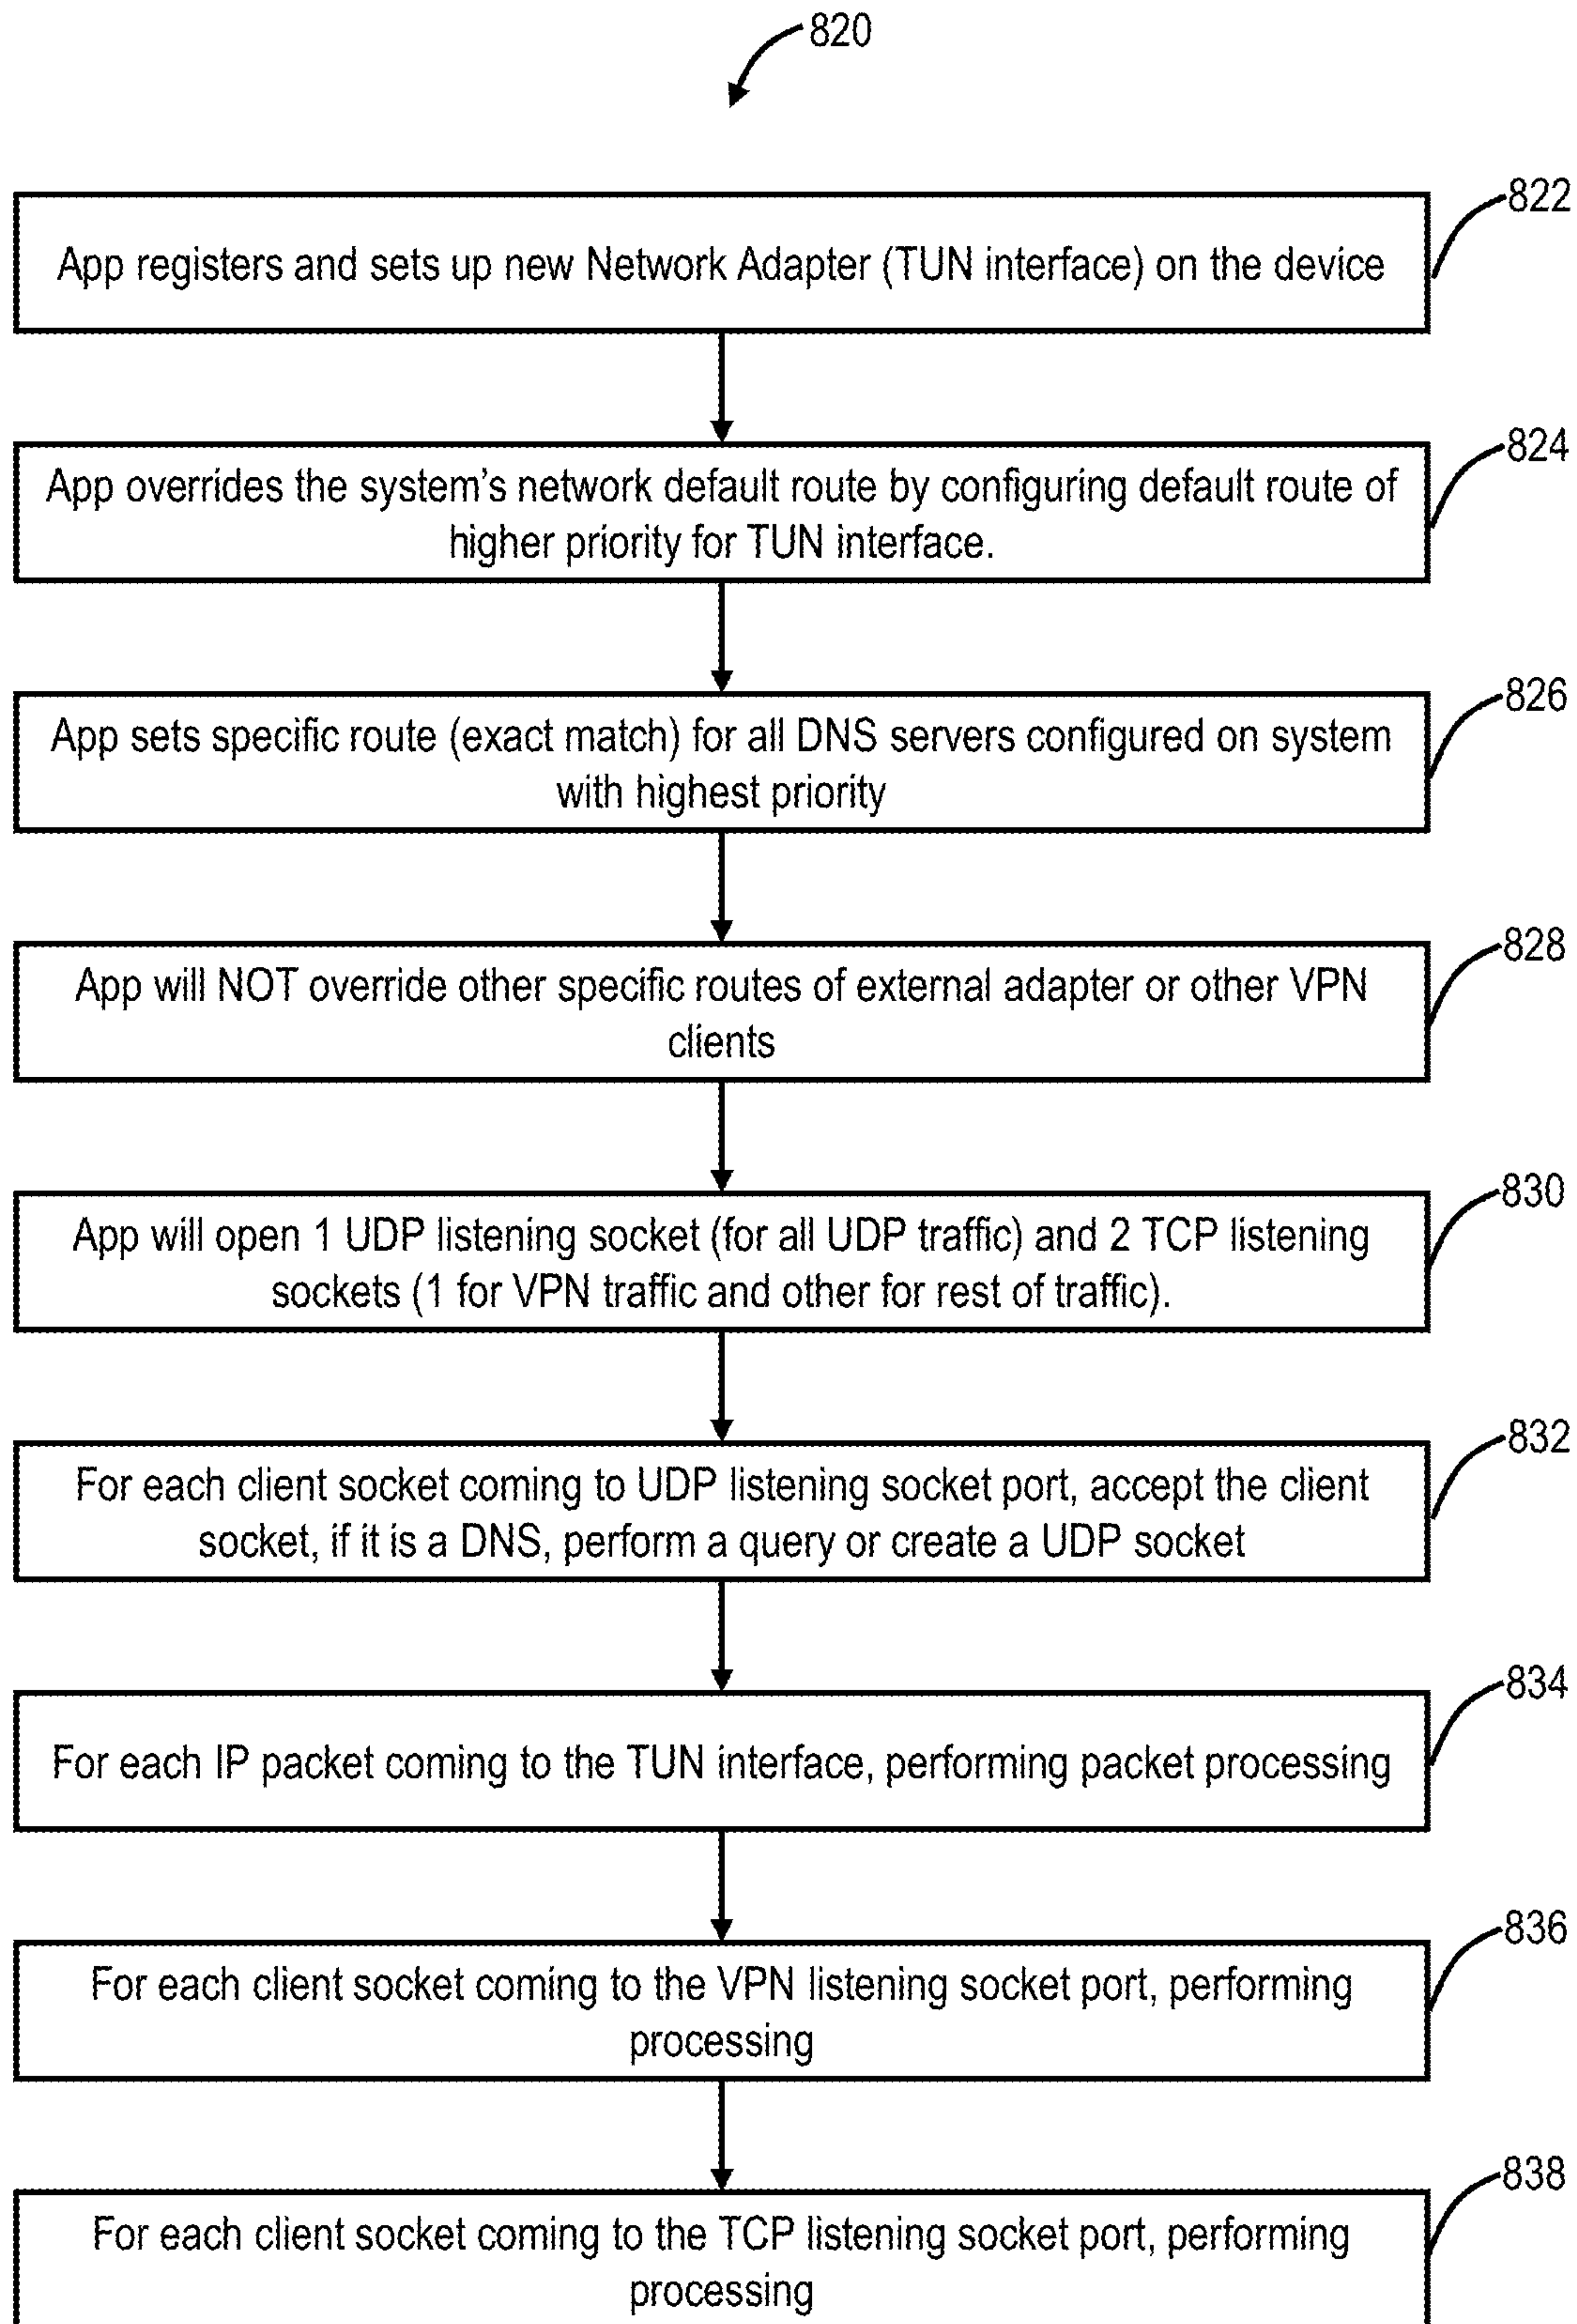 820
822
App registers and sets up new Network Adapter (TUN interface) on the device
824
App overrides the system's network default route by configuring default route of
higher priority for TUN interface.
826
App sets specific route (exact match) for all DNS servers configured on system
with highest priority
828
App will NOT override other specific routes of external adapter or other VPN
clients
830
App will open 1 UDP listening socket (for all UDP traffic) and 2 TCP listening
sockets (1 for VPN traffic and other for rest of traffic).
832
For each client socket coming to UDP listening socket port, accept the client
socket, if it is a DNS, perform a query or create a UDP socket
834
For each IP packet coming to the TUN interface, performing packet processing
836
For each client socket coming to the VPN listening socket port, performing
processing
838
For each client socket coming to the TCP listening socket port, performing
processing